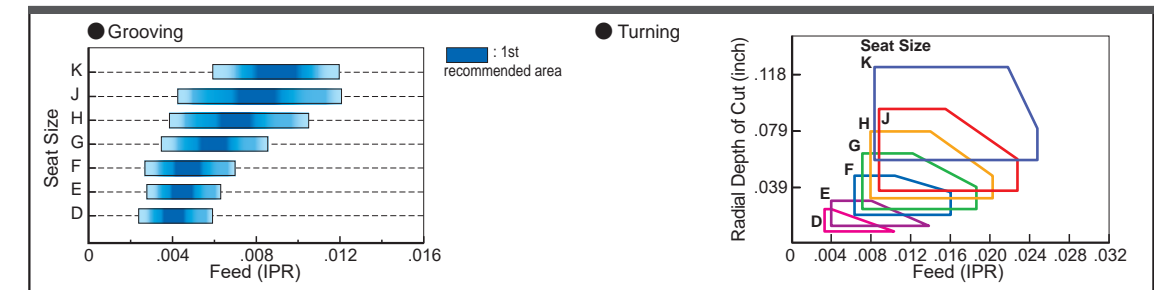 Grooving
Seat Size
K
J
H
G
F
E
D
0 .004 .008 .012 .016
Feed (IPR)
: 1st
recommended area
Turning
Radial Depth of Cut (inch)
.118
.079
.039
Seat Size
K
J
H
G
F
E
D
0 .004 .008 .012 .016 .020 .024 .028 .032
Feed (IPR)